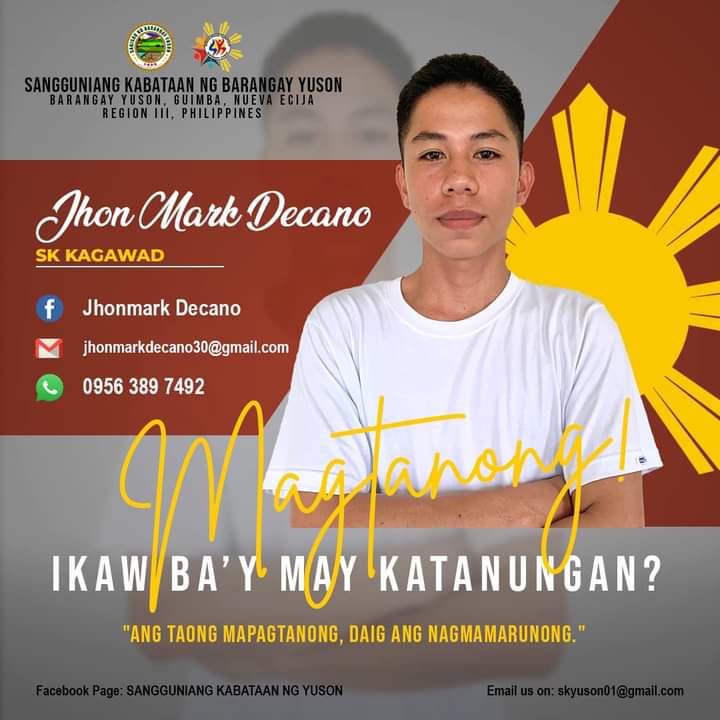 SANGGUNIANG KABATAAN NG BARANGAY YUSON
BARANGAY YUSON, GUIMBA, NUEVA ECIJA
REGION III, PHILIPPINES
Jhon Mark Decano
SK KAGAWAD
Jhonmark Decano
jhonmarkdecano30@gmail.com
0956 389 7492
Magtanong!
IKAW BA'Y MAY KATANUNGAN?
"ANG TAONG MAPAGTANONG, DAIG ANG NAGMAMARUNONG."
Facebook Page: SANGGUNIANG KABATAAN NG YUSON
Email us on: skyuson01@gmail.com